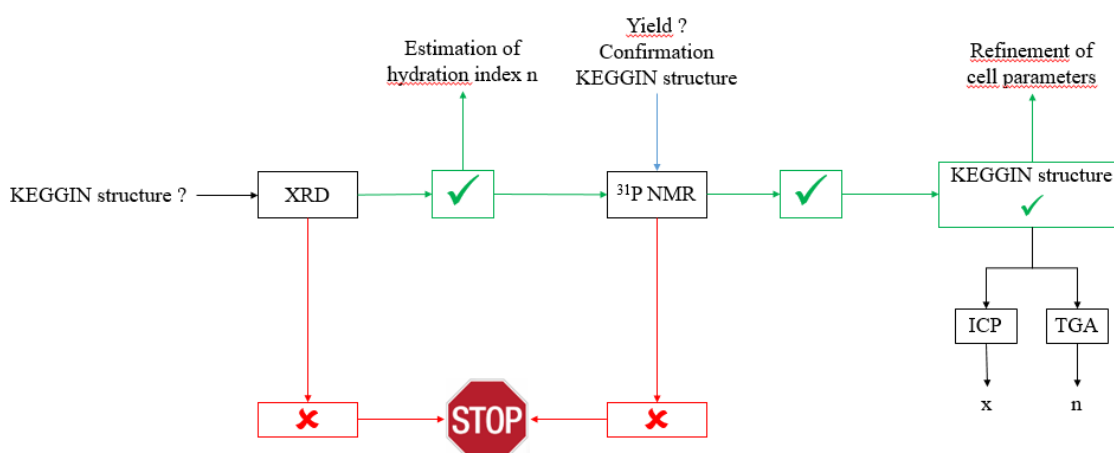 Estimation of
hydration index n
Yield ?
Confirmation
KEGGIN structure
Refinement of
cell parameters
KEGGIN structure ?
XRD
³¹P NMR
KEGGIN structure
ICP
TGA
x
n
STOP